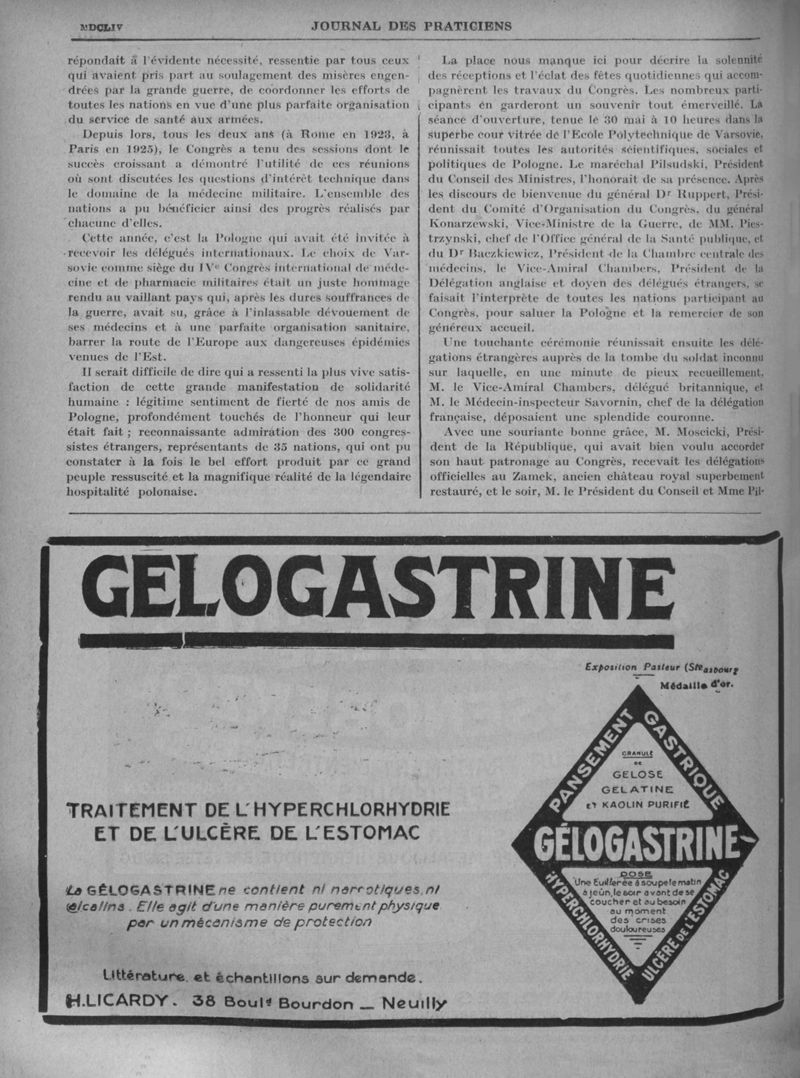 MDCLIV
JOURNAL DES PRATICIENS
répondait à l'évidente nécessité, ressentie par tous ceux
qui avaient pris part au soulagement des misères engen-
drées par la grande guerre, de coordonner les efforts de
toutes les nations en vue d'une plus parfaite organisation
du service de santé aux armées.
Depuis lors, tous les deux ans (à Rome en 1923, à
Paris en 1925), le Congrès a tenu des sessions dont le
succès croissant a démontré l'utilité de ces réunions
où sont discutées les questions d'intérêt technique dans
le domaine de la médecine militaire. L'ensemble des
nations a pu bénéficier ainsi des progrès réalisés par
chacune d'elles.
Cette année, c'est la Pologne qui avait été invitée à
recevoir les délégués internationaux. Le choix de Var-
sovie comme siège du IVe Congrès international de méde-
cine et de pharmacie militaires était un juste hommage
rendu au vaillant pays qui, après les dures souffrances de
la guerre, avait su, grâce à l'inlassable dévouement de
ses médecins et à une parfaite organisation sanitaire,
barrer la route de l'Europe aux dangereuses épidémies
venues de l'Est.
Il serait difficile de dire qui a ressenti la plus vive satis-
faction de cette grande manifestation de solidarité
humaine : légitime sentiment de fierté de nos amis de
Pologne, profondément touchés de l'honneur qui leur
était fait ; reconnaissante admiration des 300 congres-
sistes étrangers, représentants de 35 nations, qui ont pu
constater à la fois le bel effort produit par ce grand
peuple ressuscité et la magnifique réalité de la légendaire
hospitalité polonaise.
La place nous manque ici pour décrire la solennité
des réceptions et l'éclat des fêtes quotidiennes qui accom-
pagnèrent les travaux du Congrès. Les nombreux parti-
cipants en garderont un souvenir tout émerveillé. La
séance d'ouverture, tenue le 30 mai à 10 heures dans la
superbe cour vitrée de l'Ecole Polytechnique de Varsovie,
réunissait toutes les autorités scientifiques, sociales et
politiques de Pologne. Le maréchal Pilsudski, Président
du Conseil des Ministres, l'honorait de sa présence. Après
les discours de bienvenue du général Dr Ruppert, Prési-
dent du Comité d'Organisation du Congrès, du général
Konarzewski, Vice-Ministre de la Guerre, de MM. Pies-
trzynski, chef de l'Office général de la Santé publique, et
du Dr Baczkiewicz, Président de la Chambre centrale des
médecins, le Vice-Amiral Chambers, Président de la
Délégation anglaise et doyen des délégués étrangers, se
faisait l'interprète de toutes les nations participant au
Congrès, pour saluer la Pologne et la remercier de son
généreux accueil.
Une touchante cérémonie réunissait ensuite les délé-
gations étrangères auprès de la tombe du soldat inconnu
sur laquelle, en une minute de pieux recueillement,
M. le Vice-Amiral Chambers, délégué britannique, et
M. le Médecin-inspecteur Savornin, chef de la délégation
française, déposaient une splendide couronne.
Avec une souriante bonne grâce, M. Moscicki, Prési-
dent de la République, qui avait bien voulu accorder
son haut patronage au Congrès, recevait les délégations
officielles au Zamek, ancien château royal superbement
restauré, et le soir, M. le Président du Conseil et Mme Pil-
GÉLOGASTRINE
Exposition Pasteur (Strasbourg
Médaille d'or.
TRAITEMENT DE L'HYPERCHLORHYDRIE
ET DE L'ULCÈRE DE L'ESTOMAC
La GÉLOGASTRINE ne contient ni narcotiques, ni
alcalins. Elle agit d'une manière purement physique
par un mécanisme de protection
Littérature et échantillons sur demande.
H.LICARDY. 38 Boulᵈ Bourdon _ Neuilly
PANSEMENT GASTRIQUE
GRANULÉ
DE
GELOSE
GELATINE
ET KAOLIN PURIFIÉ
GÉLOGASTRINE
DOSE
Une Cuillerée à soupe le matin
à jeûn, le soir avant de se
coucher et au besoin
au moment
des crises
douloureuses
HYPERCHLORHYDRIE
ULCÈRE DE L'ESTOMAC